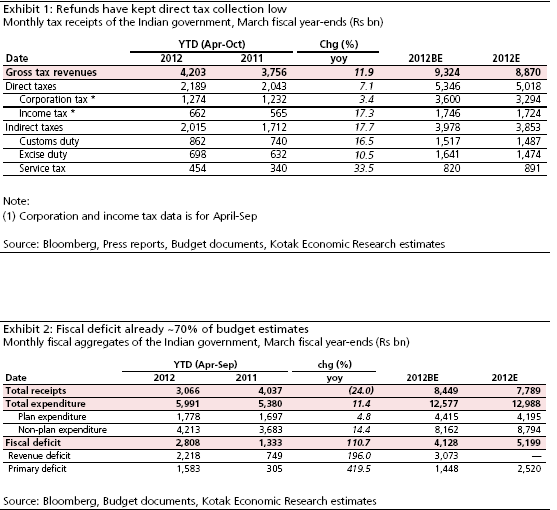 Exhibit 1: Refunds have kept direct tax collection low
Monthly tax receipts of the Indian government, March fiscal year-ends (Rs bn)
YTD (Apr-Oct) Chg (%)
Date 2012 2011 yoy 2012BE 2012E
Gross tax revenues 4,203 3,756 11.9 9,324 8,870
Direct taxes 2,189 2,043 7.1 5,346 5,018
Corporation tax * 1,274 1,232 3.4 3,600 3,294
Income tax * 662 565 17.3 1,746 1,724
Indirect taxes 2,015 1,712 17.7 3,978 3,853
Customs duty 862 740 16.5 1,517 1,487
Excise duty 698 632 10.5 1,641 1,474
Service tax 454 340 33.5 820 891
Note:
(1) Corporation and income tax data is for April-Sep
Source: Bloomberg, Press reports, Budget documents, Kotak Economic Research estimates
Exhibit 2: Fiscal deficit already ~70% of budget estimates
Monthly fiscal aggregates of the Indian government, March fiscal year-ends (Rs bn)
YTD (Apr-Sep) chg (%)
Date 2012 2011 yoy 2012BE 2012E
Total receipts 3,066 4,037 (24.0) 8,449 7,789
Total expenditure 5,991 5,380 11.4 12,577 12,988
Plan expenditure 1,778 1,697 4.8 4,415 4,195
Non-plan expenditure 4,213 3,683 14.4 8,162 8,794
Fiscal deficit 2,808 1,333 110.7 4,128 5,199
Revenue deficit 2,218 749 196.0 3,073 —
Primary deficit 1,583 305 419.5 1,448 2,520
Source: Bloomberg, Budget documents, Kotak Economic Research estimates